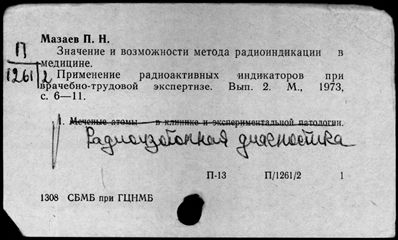 Мазаев П. Н.
Значение и возможности метода радиоиндикации в
медицине.
П
1261/2
Применение радиоактивных индикаторов при
врачебно-трудовой экспертизе. Вып. 2. М., 1973,
с. 6—11.
1. Меченые атомы в клинике и экспериментальной патологии.
Радиоизотопная диагностика
П-13 П/1261/2 1
1308 СБМБ при ГЦНМБ